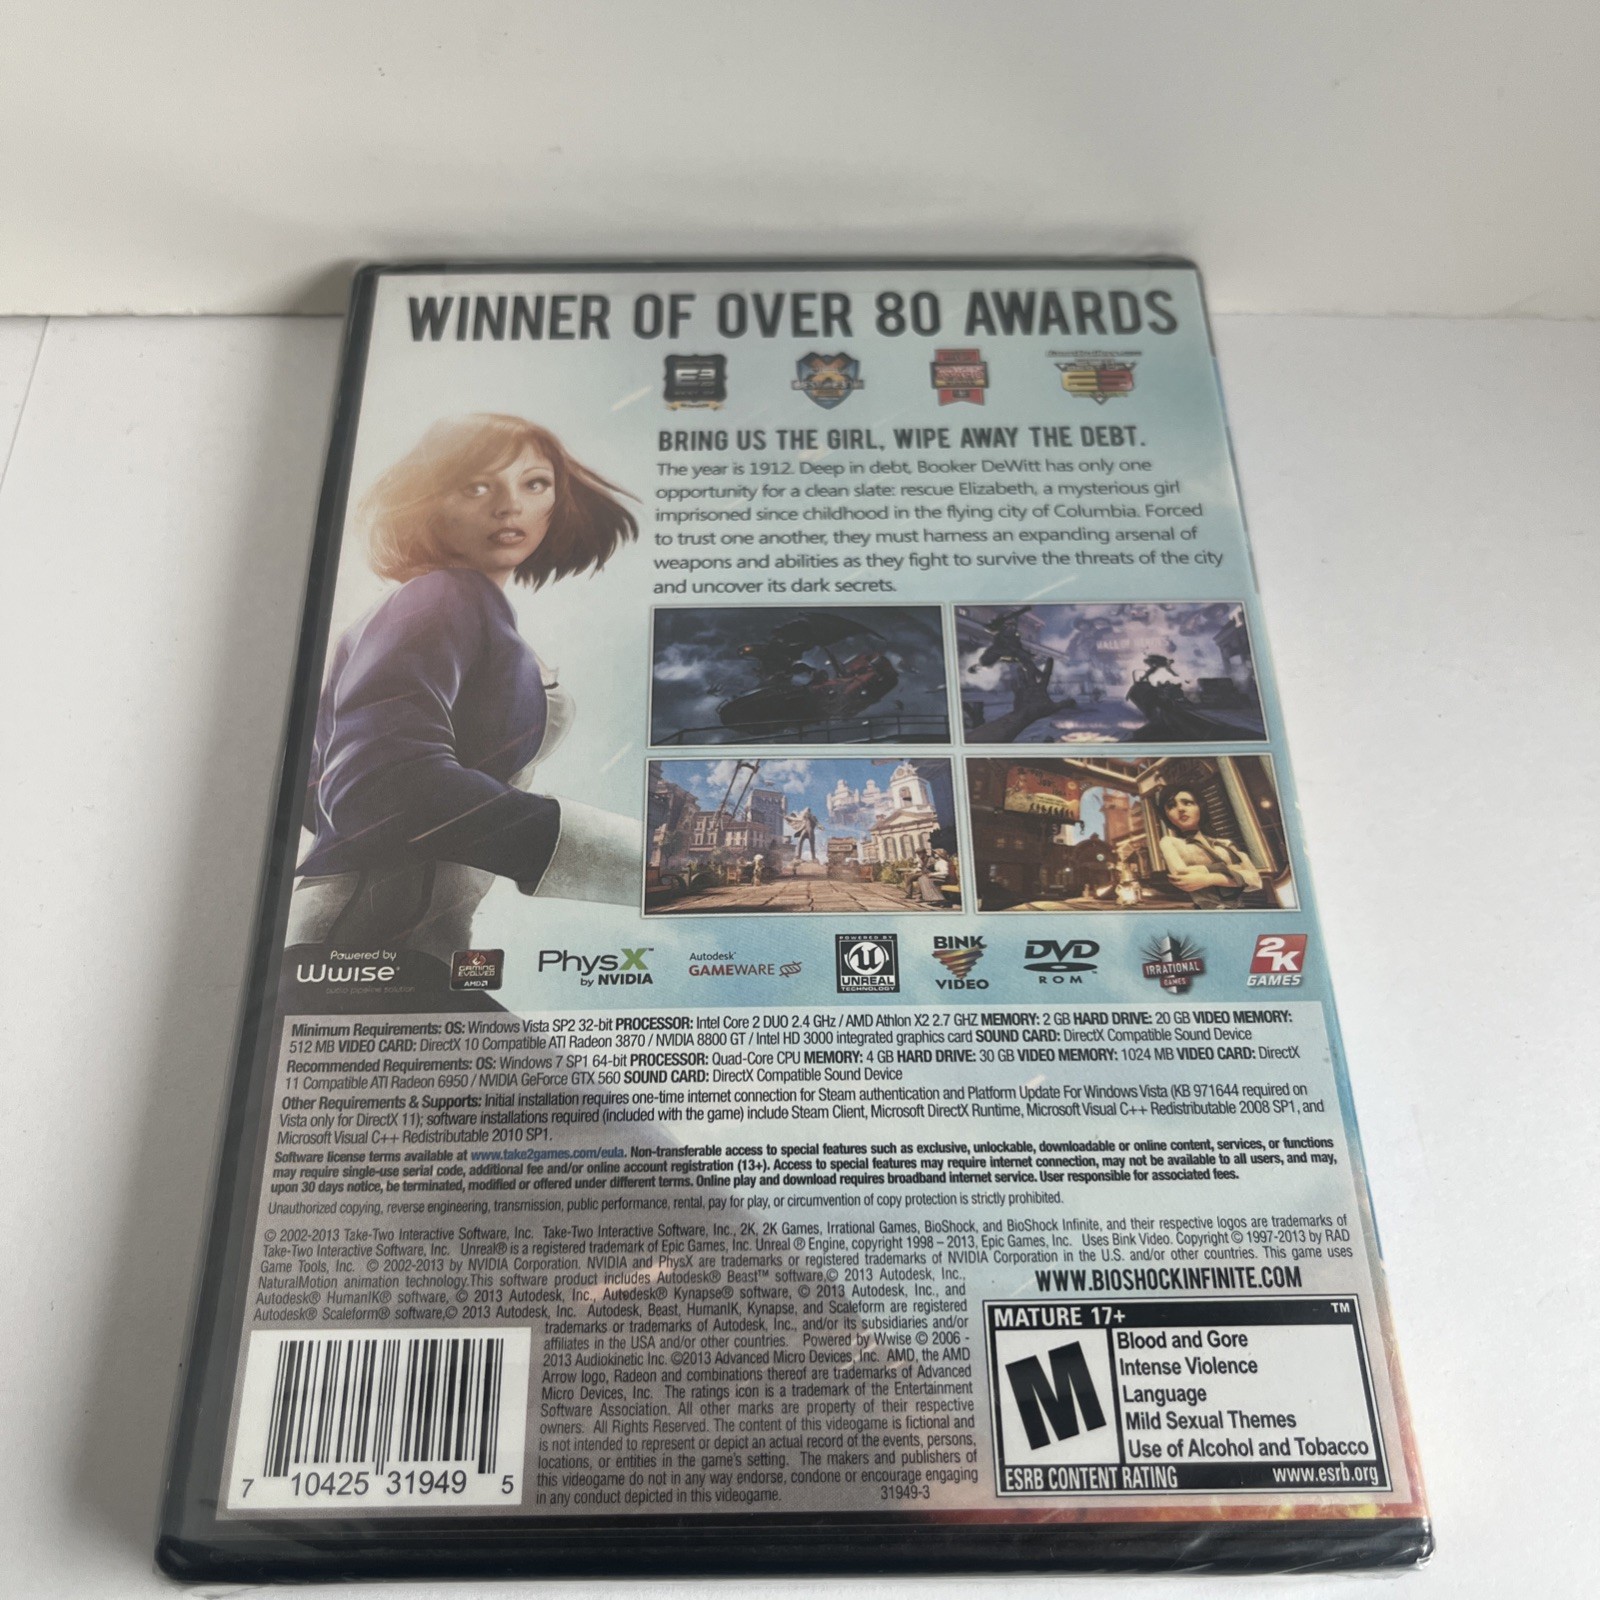 WINNER OF OVER 80 AWARDS
E3
BRING US THE GIRL, WIPE AWAY THE DEBT.
The year is 1912. Deep in debt, Booker DeWitt has only one
opportunity for a clean slate: rescue Elizabeth, a mysterious girl
imprisoned since childhood in the flying city of Columbia. Forced
to trust one another, they must harness an expanding arsenal of
weapons and abilities as they fight to survive the threats of the city
and uncover its dark secrets.
Powered by
Wwise
audio pipeline solution
GAMING
EVOLVED
AMD
PhysX™
by NVIDIA
Autodesk®
GAMEWARE
POWERED BY
UNREAL
TECHNOLOGY
BINK
VIDEO
DVD
ROM
IRRATIONAL
GAMES
2K
GAMES
Minimum Requirements: OS: Windows Vista SP2 32-bit PROCESSOR: Intel Core 2 DUO 2.4 GHz / AMD Athlon X2 2.7 GHZ MEMORY: 2 GB HARD DRIVE: 20 GB VIDEO MEMORY:
512 MB VIDEO CARD: DirectX 10 Compatible ATI Radeon 3870 / NVIDIA 8800 GT / Intel HD 3000 integrated graphics card SOUND CARD: DirectX Compatible Sound Device
Recommended Requirements: OS: Windows 7 SP1 64-bit PROCESSOR: Quad-Core CPU MEMORY: 4 GB HARD DRIVE: 30 GB VIDEO MEMORY: 1024 MB VIDEO CARD: DirectX
11 Compatible ATI Radeon 6950 / NVIDIA GeForce GTX 560 SOUND CARD: DirectX Compatible Sound Device
Other Requirements & Supports: Initial installation requires one-time internet connection for Steam authentication and Platform Update For Windows Vista (KB 971644 required on
Vista only for DirectX 11); software installations required (included with the game) include Steam Client, Microsoft DirectX Runtime, Microsoft Visual C++ Redistributable 2008 SP1, and
Microsoft Visual C++ Redistributable 2010 SP1.
Software license terms available at www.take2games.com/eula. Non-transferable access to special features such as exclusive, unlockable, downloadable or online content, services, or functions
may require single-use serial code, additional fee and/or online account registration (13+). Access to special features may require internet connection, may not be available to all users, and may,
upon 30 days notice, be terminated, modified or offered under different terms. Online play and download requires broadband internet service. User responsible for associated fees.
Unauthorized copying, reverse engineering, transmission, public performance, rental, pay for play, or circumvention of copy protection is strictly prohibited.
© 2002-2013 Take-Two Interactive Software, Inc. Take-Two Interactive Software, Inc., 2K, 2K Games, Irrational Games, BioShock, and BioShock Infinite, and their respective logos are trademarks of
Take-Two Interactive Software, Inc. Unreal® is a registered trademark of Epic Games, Inc. Unreal ® Engine, copyright 1998 – 2013, Epic Games, Inc. Uses Bink Video. Copyright © 1997-2013 by RAD
Game Tools, Inc. © 2002-2013 by NVIDIA Corporation. NVIDIA and PhysX are trademarks or registered trademarks of NVIDIA Corporation in the U.S. and/or other countries. This game uses
NaturalMotion animation technology.This software product includes Autodesk® Beast™ software,© 2013 Autodesk, Inc.,
Autodesk® HumanIK® software, © 2013 Autodesk, Inc., Autodesk® Kynapse® software, © 2013 Autodesk, Inc., and
Autodesk® Scaleform® software,© 2013 Autodesk, Inc. Autodesk, Beast, HumanIK, Kynapse, and Scaleform are registered
trademarks or trademarks of Autodesk, Inc., and/or its subsidiaries and/or
affiliates in the USA and/or other countries. Powered by Wwise © 2006 -
2013 Audiokinetic Inc. ©2013 Advanced Micro Devices, Inc. AMD, the AMD
Arrow logo, Radeon and combinations thereof are trademarks of Advanced
Micro Devices, Inc. The ratings icon is a trademark of the Entertainment
Software Association. All other marks are property of their respective
owners. All Rights Reserved. The content of this videogame is fictional and
is not intended to represent or depict an actual record of the events, persons,
locations, or entities in the game's setting. The makers and publishers of
this videogame do not in any way endorse, condone or encourage engaging
in any conduct depicted in this videogame.
31949-3
WWW.BIOSHOCKINFINITE.COM
MATURE 17+ ™
M
Blood and Gore
Intense Violence
Language
Mild Sexual Themes
Use of Alcohol and Tobacco
ESRB CONTENT RATING www.esrb.org
7 10425 31949 5